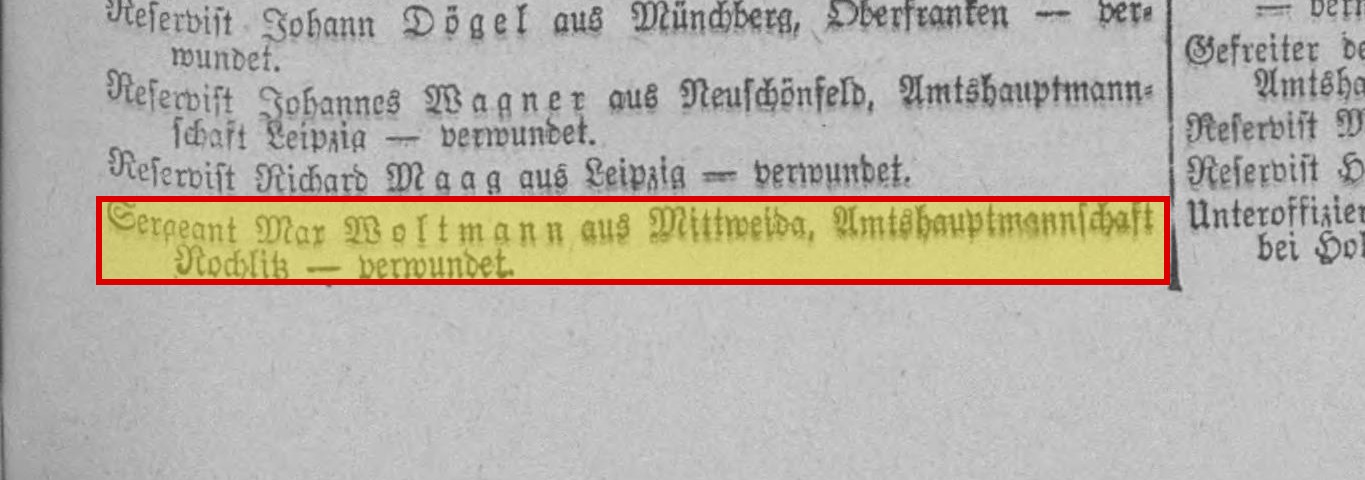 Reservist Johann Dögel aus Münchberg, Oberfranken — ver-
wundet.
Reservist Johannes Wagner aus Neuschönfeld, Amtshauptmann-
schaft Leipzig — verwundet.
Reservist Richard Maag aus Leipzig — verwundet.
Sergeant Max Woltmann aus Mittweida, Amtshauptmannschaft
Rochlitz — verwundet.
Gefreiter
Reservist
Reservist
Unteroffizier
bei